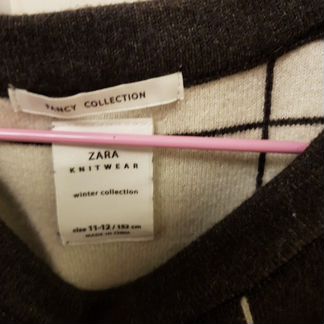 FANCY COLLECTION
ZARA
KNITWEAR
winter collection
size 11-12 / 152 cm
MADE IN CHINA